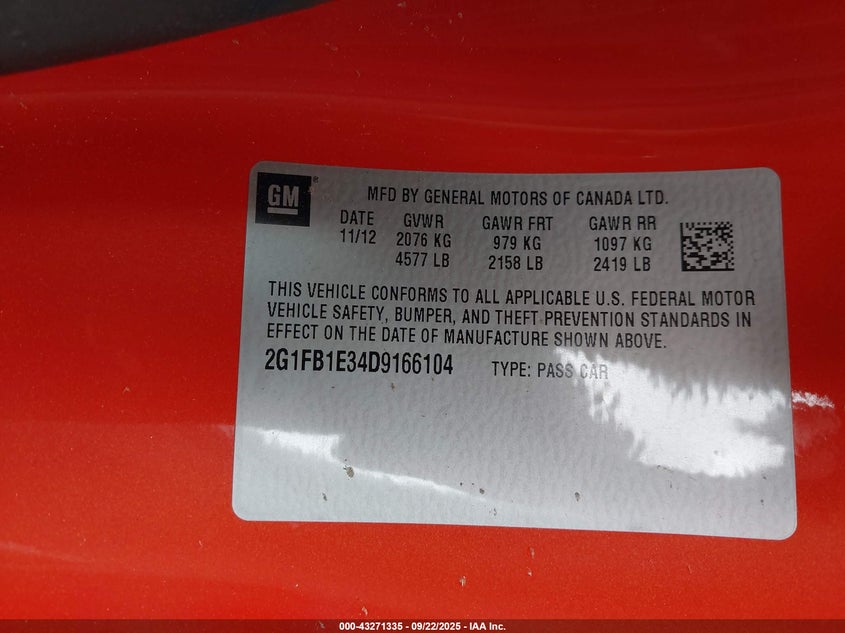 GM ®
MFD BY GENERAL MOTORS OF CANADA LTD.
DATE GVWR GAWR FRT GAWR RR
11/12 2076 KG 979 KG 1097 KG
4577 LB 2158 LB 2419 LB
THIS VEHICLE CONFORMS TO ALL APPLICABLE U.S. FEDERAL MOTOR
VEHICLE SAFETY, BUMPER, AND THEFT PREVENTION STANDARDS IN
EFFECT ON THE DATE OF MANUFACTURE SHOWN ABOVE.
2G1FB1E34D9166104 TYPE: PASS CAR
000-43271335 - 09/22/2025 - IAA Inc.